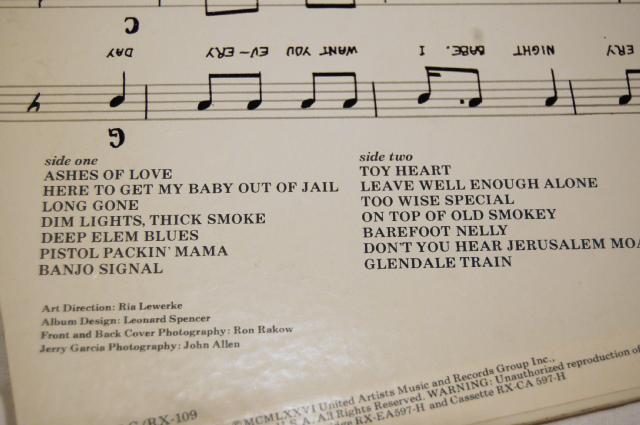 C
DAY EV-ERY YOU WANT I BABE. NIGHT ERY
G
side one
ASHES OF LOVE
HERE TO GET MY BABY OUT OF JAIL
LONG GONE
DIM LIGHTS, THICK SMOKE
DEEP ELEM BLUES
PISTOL PACKIN' MAMA
BANJO SIGNAL
side two
TOY HEART
LEAVE WELL ENOUGH ALONE
TOO WISE SPECIAL
ON TOP OF OLD SMOKEY
BAREFOOT NELLY
DON'T YOU HEAR JERUSALEM MOA
GLENDALE TRAIN
Art Direction: Ria Lewerke
Album Design: Leonard Spencer
Front and Back Cover Photography: Ron Rakow
Jerry Garcia Photography: John Allen
/RX-109
©MCMLXXVI United Artists Music and Records Group Inc.,
U.S.A. All Rights Reserved. WARNING: Unauthorized reproduction of
RX-EA597-H and Cassette RX-CA 597-H